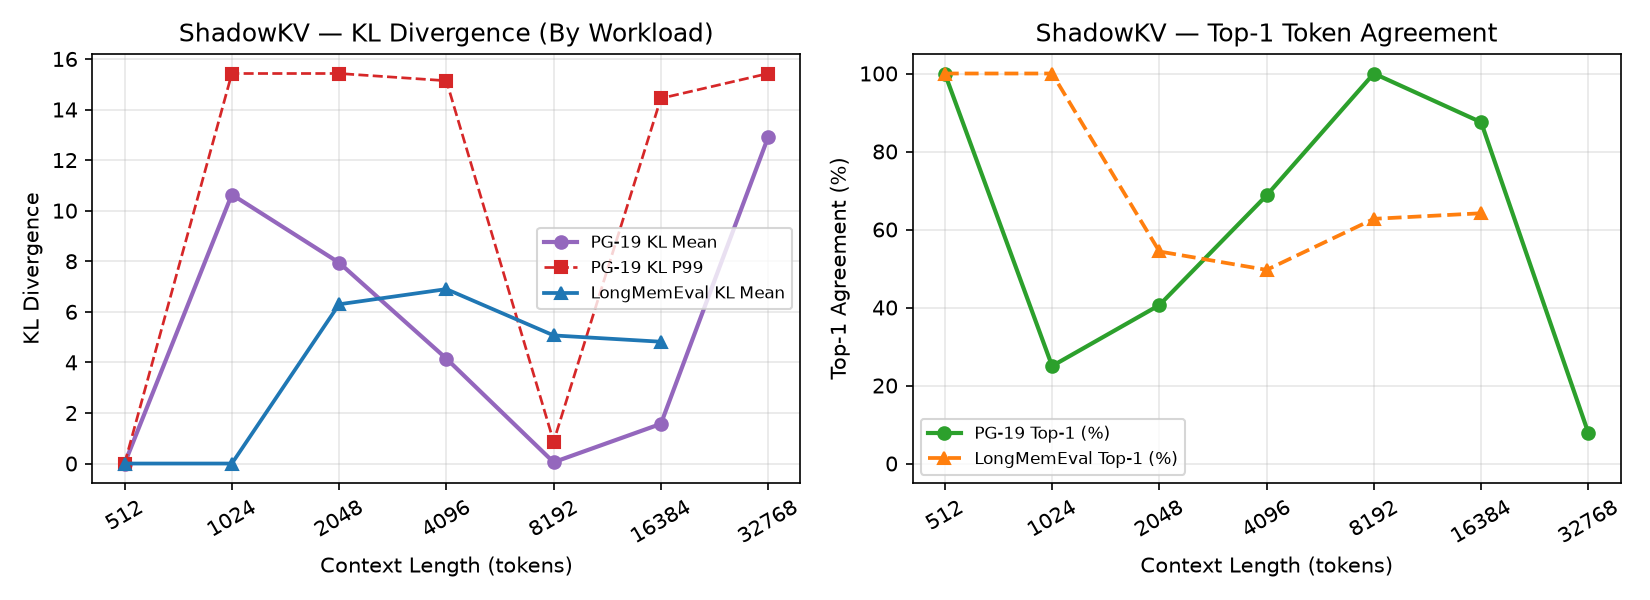 ShadowKV — KL Divergence (By Workload)
KL Divergence
16
14
12
10
8
6
4
2
0
PG-19 KL Mean
PG-19 KL P99
LongMemEval KL Mean
512
1024
2048
4096
8192
16384
32768
Context Length (tokens)
ShadowKV — Top-1 Token Agreement
Top-1 Agreement (%)
100
80
60
40
20
0
PG-19 Top-1 (%)
LongMemEval Top-1 (%)
512
1024
2048
4096
8192
16384
32768
Context Length (tokens)